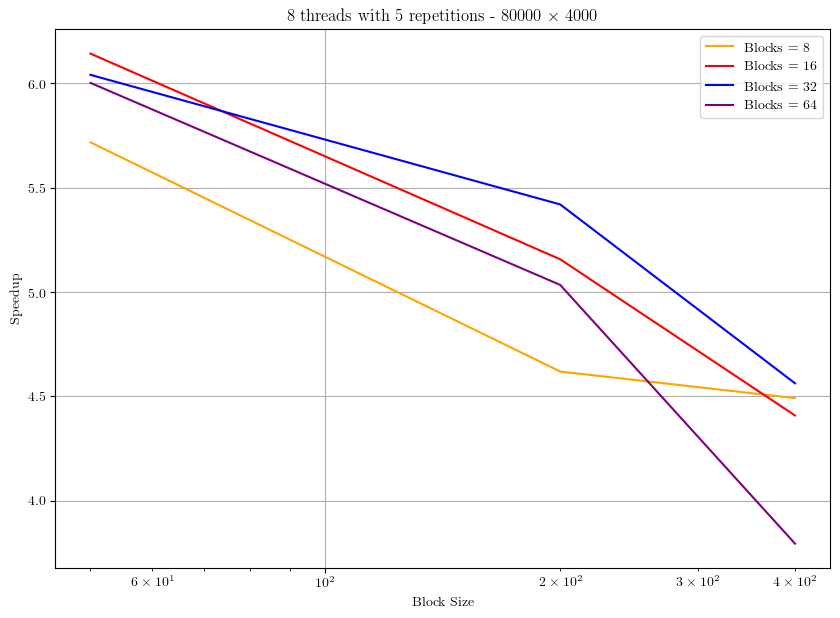 8 threads with 5 repetitions - 80000 × 4000
Blocks = 8
Blocks = 16
Blocks = 32
Blocks = 64
6.0
5.5
5.0
4.5
4.0
Speedup
6 × 10¹
10²
2 × 10²
3 × 10²
4 × 10²
Block Size